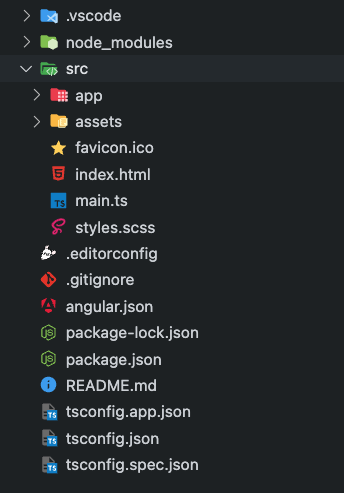 .vscode
node_modules
src
app
assets
favicon.ico
index.html
main.ts
styles.scss
.editorconfig
.gitignore
angular.json
package-lock.json
package.json
README.md
tsconfig.app.json
tsconfig.json
tsconfig.spec.json